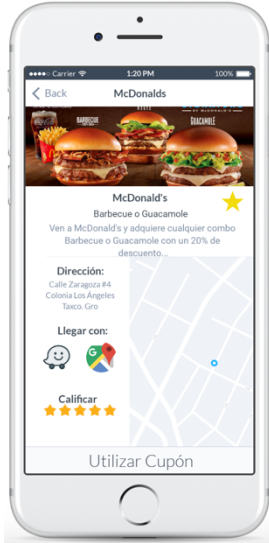 Carrier
1:20 PM
100%
Back
McDonalds
BARBECUE
GUACAMOLE
McDonald's
Barbecue o Guacamole
Ven a McDonald's y adquiere cualquier combo
Barbecue o Guacamole con un 20% de
descuento...
Dirección:
Calle Zaragoza #4
Colonia Los Ángeles
Taxco. Gro
Llegar con:
G
Calificar
Utilizar Cupón